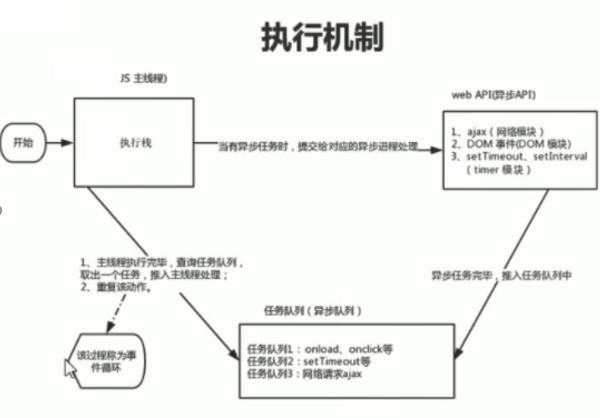 执行机制
JS 主线程)
web API(异步API)
开始
执行栈
当有异步任务时，提交给对应的异步进程处理
1、ajax（网络模块）
2、DOM 事件(DOM 模块)
3、setTimeout、setInterval
（timer 模块）
)
1、主线程执行完毕，查询任务队列，
取出一个任务，推入主线程处理；
2、重复该动作。
异步任务完毕，推入任务队列中
任务队列（异步队列）
该过程称为事
件循环
任务队列1：onload、onclick等
任务队列2：setTimeout等
任务队列3：网络请求ajax